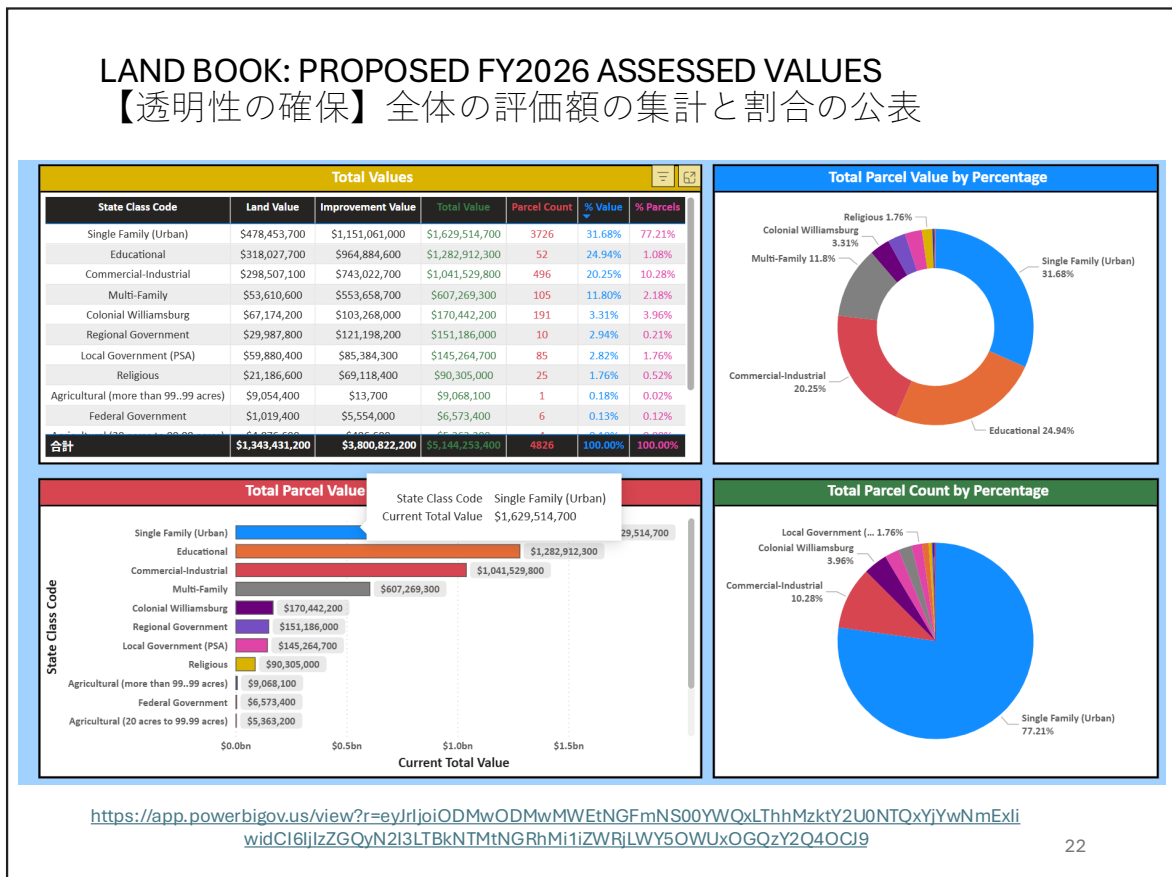 LAND BOOK: PROPOSED FY2026 ASSESSED VALUES
【透明性の確保】全体の評価額の集計と割合の公表
Total Values
State Class Code Land Value Improvement Value Total Value Parcel Count % Value % Parcels
Single Family (Urban) $478,453,700 $1,151,061,000 $1,629,514,700 3726 31.68% 77.21%
Educational $318,027,700 $964,884,600 $1,282,912,300 52 24.94% 1.08%
Commercial-Industrial $298,507,100 $743,022,700 $1,041,529,800 496 20.25% 10.28%
Multi-Family $53,610,600 $553,658,700 $607,269,300 105 11.80% 2.18%
Colonial Williamsburg $67,174,200 $103,268,000 $170,442,200 191 3.31% 3.96%
Regional Government $29,987,800 $121,198,200 $151,186,000 10 2.94% 0.21%
Local Government (PSA) $59,880,400 $85,384,300 $145,264,700 85 2.82% 1.76%
Religious $21,186,600 $69,118,400 $90,305,000 25 1.76% 0.52%
Agricultural (more than 99..99 acres) $9,054,400 $13,700 $9,068,100 1 0.18% 0.02%
Federal Government $1,019,400 $5,554,000 $6,573,400 6 0.13% 0.12%
合計 $1,343,431,200 $3,800,822,200 $5,144,253,400 4826 100.00% 100.00%
Total Parcel Value by Percentage
Religious 1.76%
Colonial Williamsburg
3.31%
Multi-Family 11.8%
Single Family (Urban)
31.68%
Commercial-Industrial
20.25%
Educational 24.94%
Total Parcel Value
State Class Code Single Family (Urban)
Current Total Value $1,629,514,700
State Class Code
Single Family (Urban) 29,514,700
Educational $1,282,912,300
Commercial-Industrial $1,041,529,800
Multi-Family $607,269,300
Colonial Williamsburg $170,442,200
Regional Government $151,186,000
Local Government (PSA) $145,264,700
Religious $90,305,000
Agricultural (more than 99..99 acres) $9,068,100
Federal Government $6,573,400
Agricultural (20 acres to 99.99 acres) $5,363,200
$0.0bn $0.5bn $1.0bn $1.5bn
Current Total Value
Total Parcel Count by Percentage
Local Government (... 1.76%
Colonial Williamsburg
3.96%
Commercial-Industrial
10.28%
Single Family (Urban)
77.21%
https://app.powerbigov.us/view?r=eyJrIjoiODMwODMwMWEtNGFmNS00YWQxLThhMzktY2U0NTQxYjYwNmExIi
widCI6IjIzZGQyN2I3LTBkNTMtNGRhMi1iZWRjLWY5OWUxOGQzY2Q4OCJ9
22